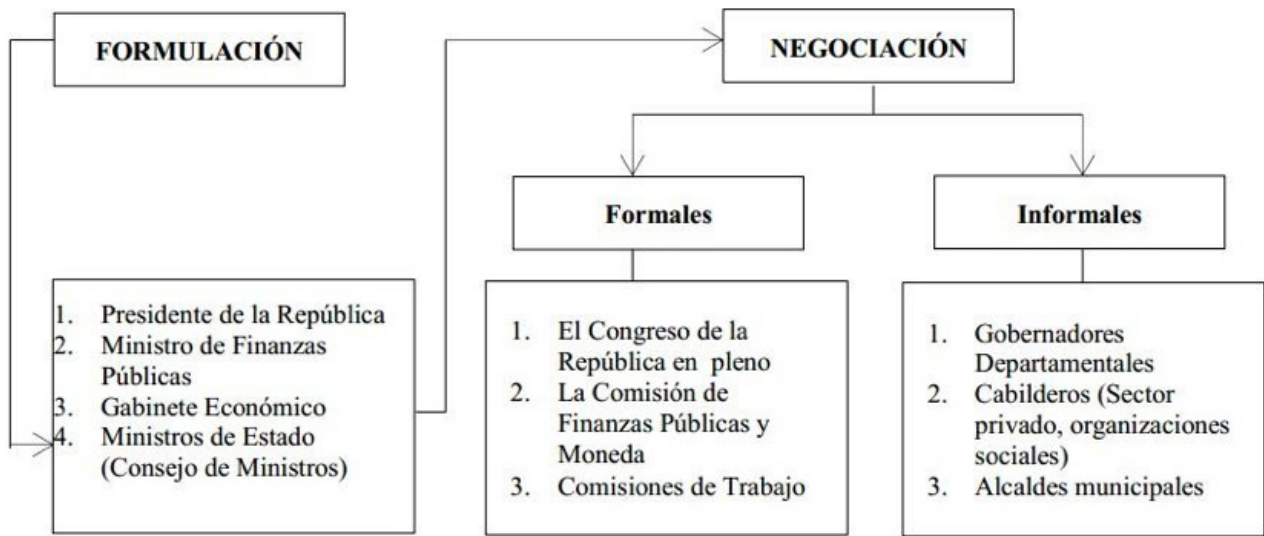 FORMULACIÓN
1. Presidente de la República
2. Ministro de Finanzas
Públicas
3. Gabinete Económico
4. Ministros de Estado
(Consejo de Ministros)
NEGOCIACIÓN
Formales
1. El Congreso de la
República en pleno
2. La Comisión de
Finanzas Públicas y
Moneda
3. Comisiones de Trabajo
Informales
1. Gobernadores
Departamentales
2. Cabilderos (Sector
privado, organizaciones
sociales)
3. Alcaldes municipales